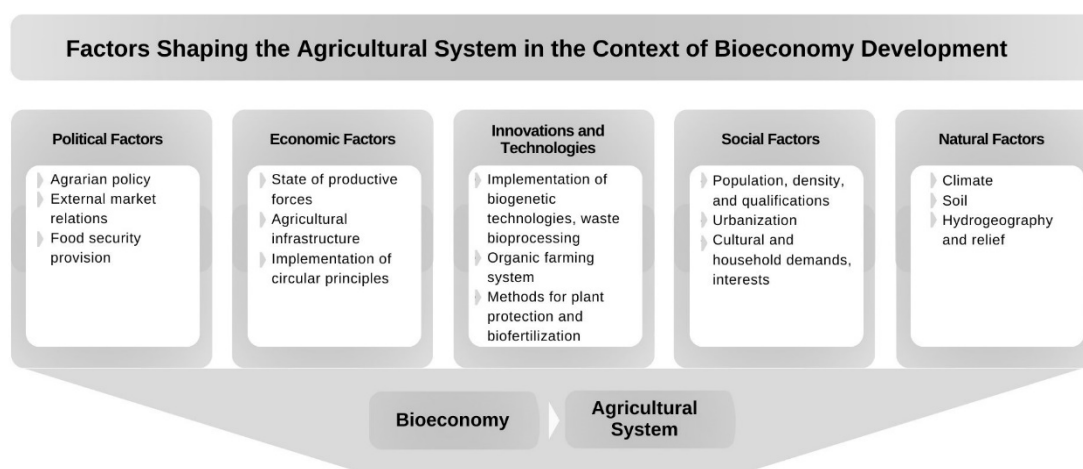 Factors Shaping the Agricultural System in the Context of Bioeconomy Development
Political Factors
Agrarian policy
External market
relations
Food security
provision
Economic Factors
State of productive
forces
Agricultural
infrastructure
Implementation of
circular principles
Innovations and
Technologies
Implementation of
biogenetic
technologies, waste
bioprocessing
Organic farming
system
Methods for plant
protection and
biofertilization
Social Factors
Population, density,
and qualifications
Urbanization
Cultural and
household demands,
interests
Natural Factors
Climate
Soil
Hydrogeography
and relief
Bioeconomy
Agricultural
System